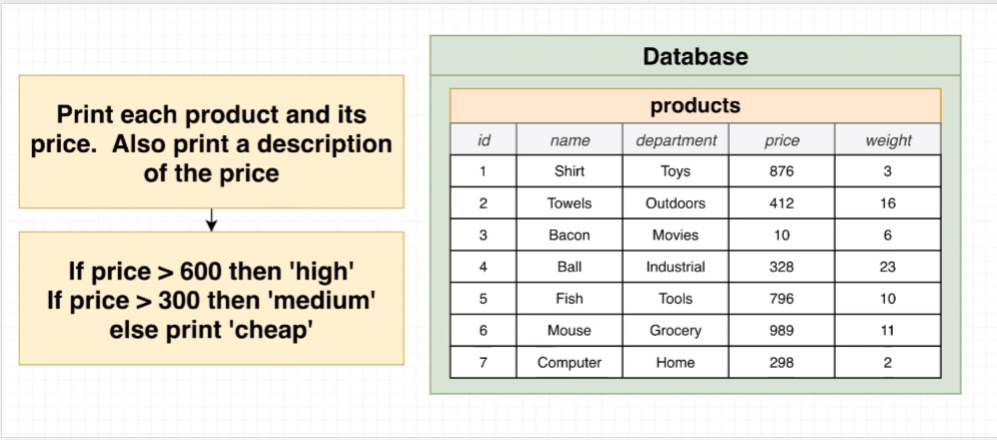 Print each product and its
price. Also print a description
of the price
If price > 600 then 'high'
If price > 300 then 'medium'
else print 'cheap'
Database
products
id name department price weight
1 Shirt Toys 876 3
2 Towels Outdoors 412 16
3 Bacon Movies 10 6
4 Ball Industrial 328 23
5 Fish Tools 796 10
6 Mouse Grocery 989 11
7 Computer Home 298 2